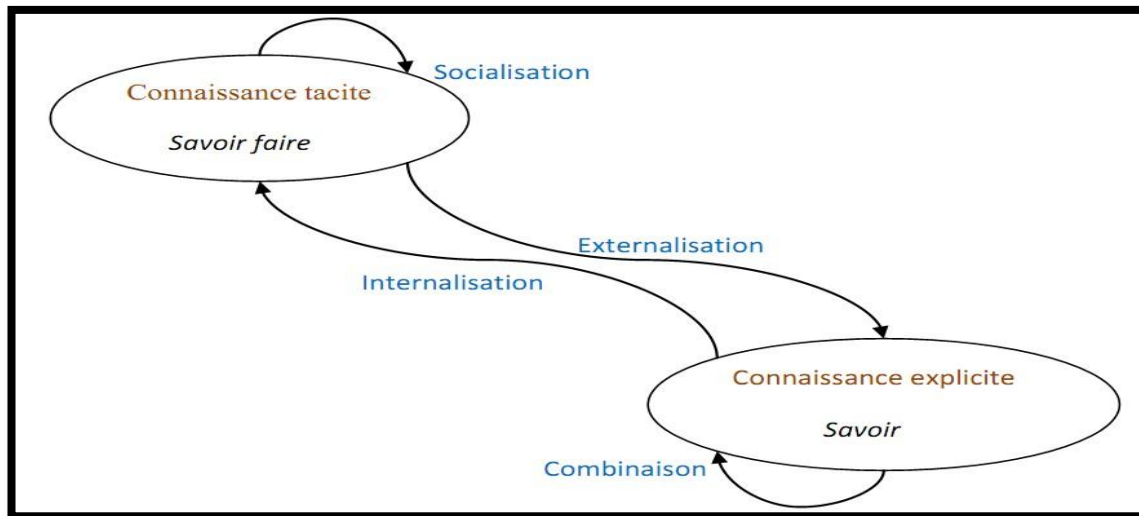 Socialisation
Connaissance tacite
Savoir faire
Externalisation
Internalisation
Connaissance explicite
Savoir
Combinaison